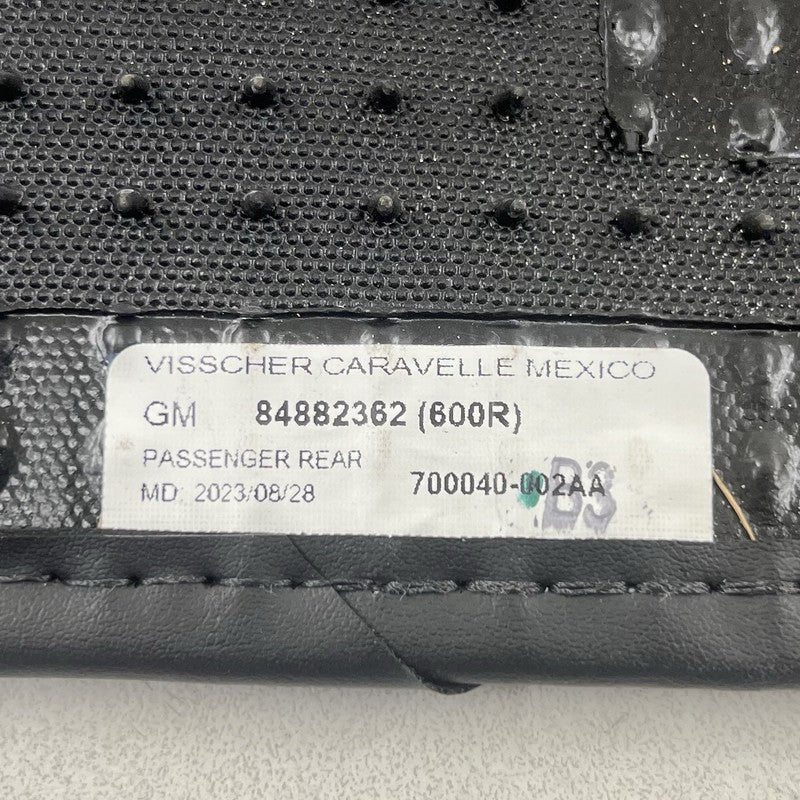 VISSCHER CARAVELLE MEXICO
GM 84882362 (600R)
PASSENGER REAR
MD: 2023/08/28 700040-002AA
B3